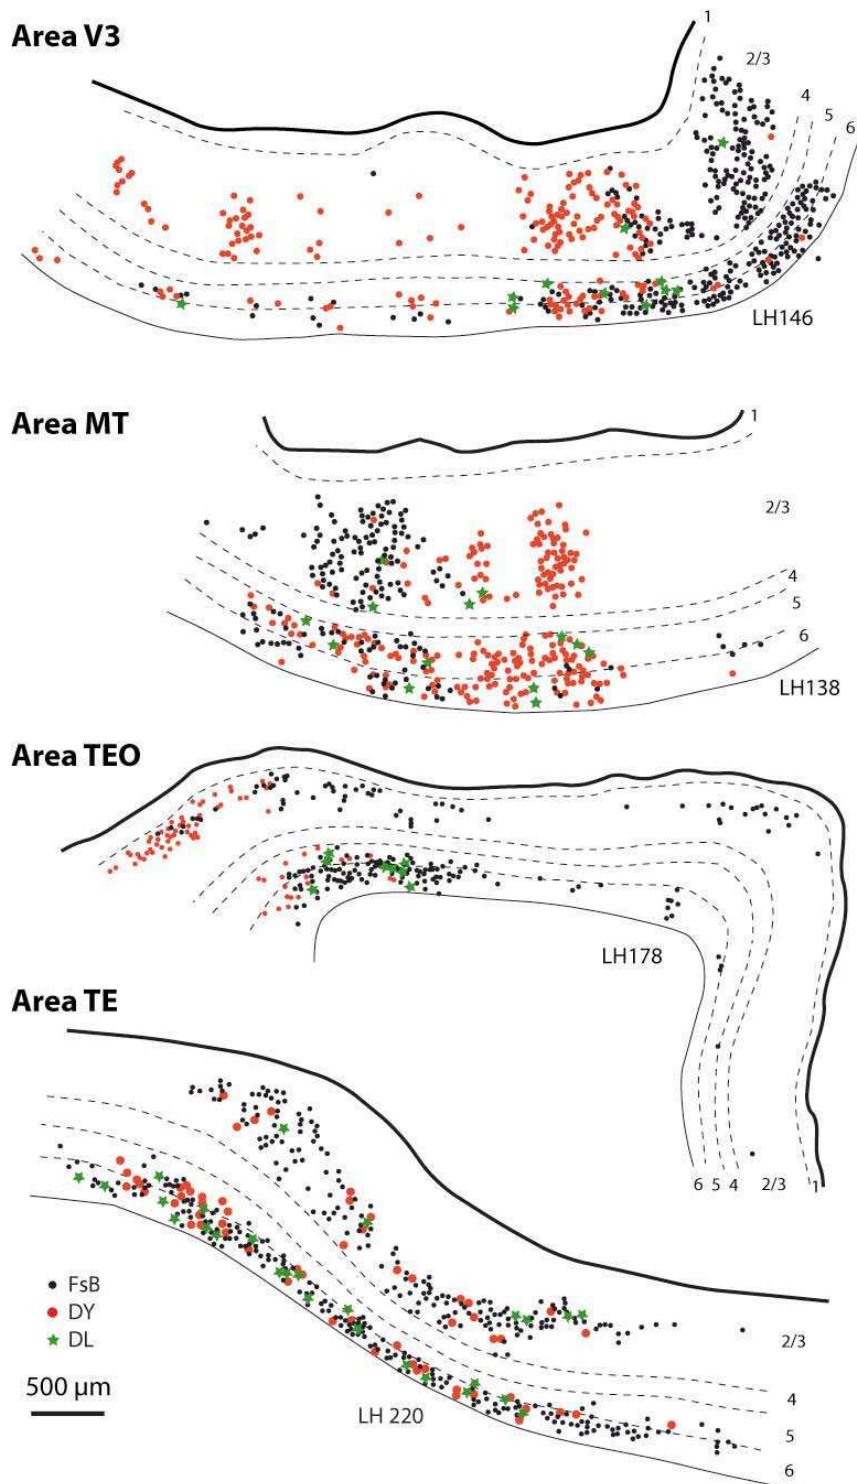 Area V3
1
2/3
4
5
6
LH146
Area MT
1
2/3
4
5
6
LH138
Area TEO
LH178
6 5 4 2/3 1
Area TE
FsB
DY
DL
500 µm
2/3
4
5
6
LH 220